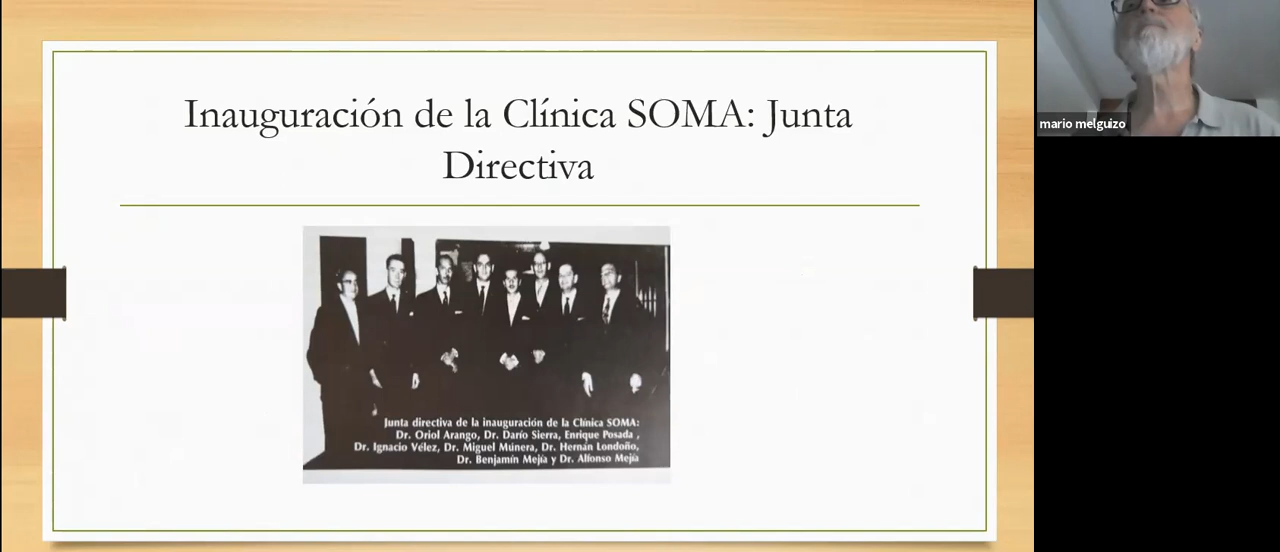 Inauguración de la Clínica SOMA: Junta
Directiva
Junta directiva de la inauguración de la Clínica SOMA:
Dr. Oriol Arango, Dr. Darío Sierra, Enrique Posada ,
Dr. Ignacio Vélez, Dr. Miguel Múnera, Dr. Hernán Londoño,
Dr. Benjamín Mejía y Dr. Alfonso Mejía
mario melguizo